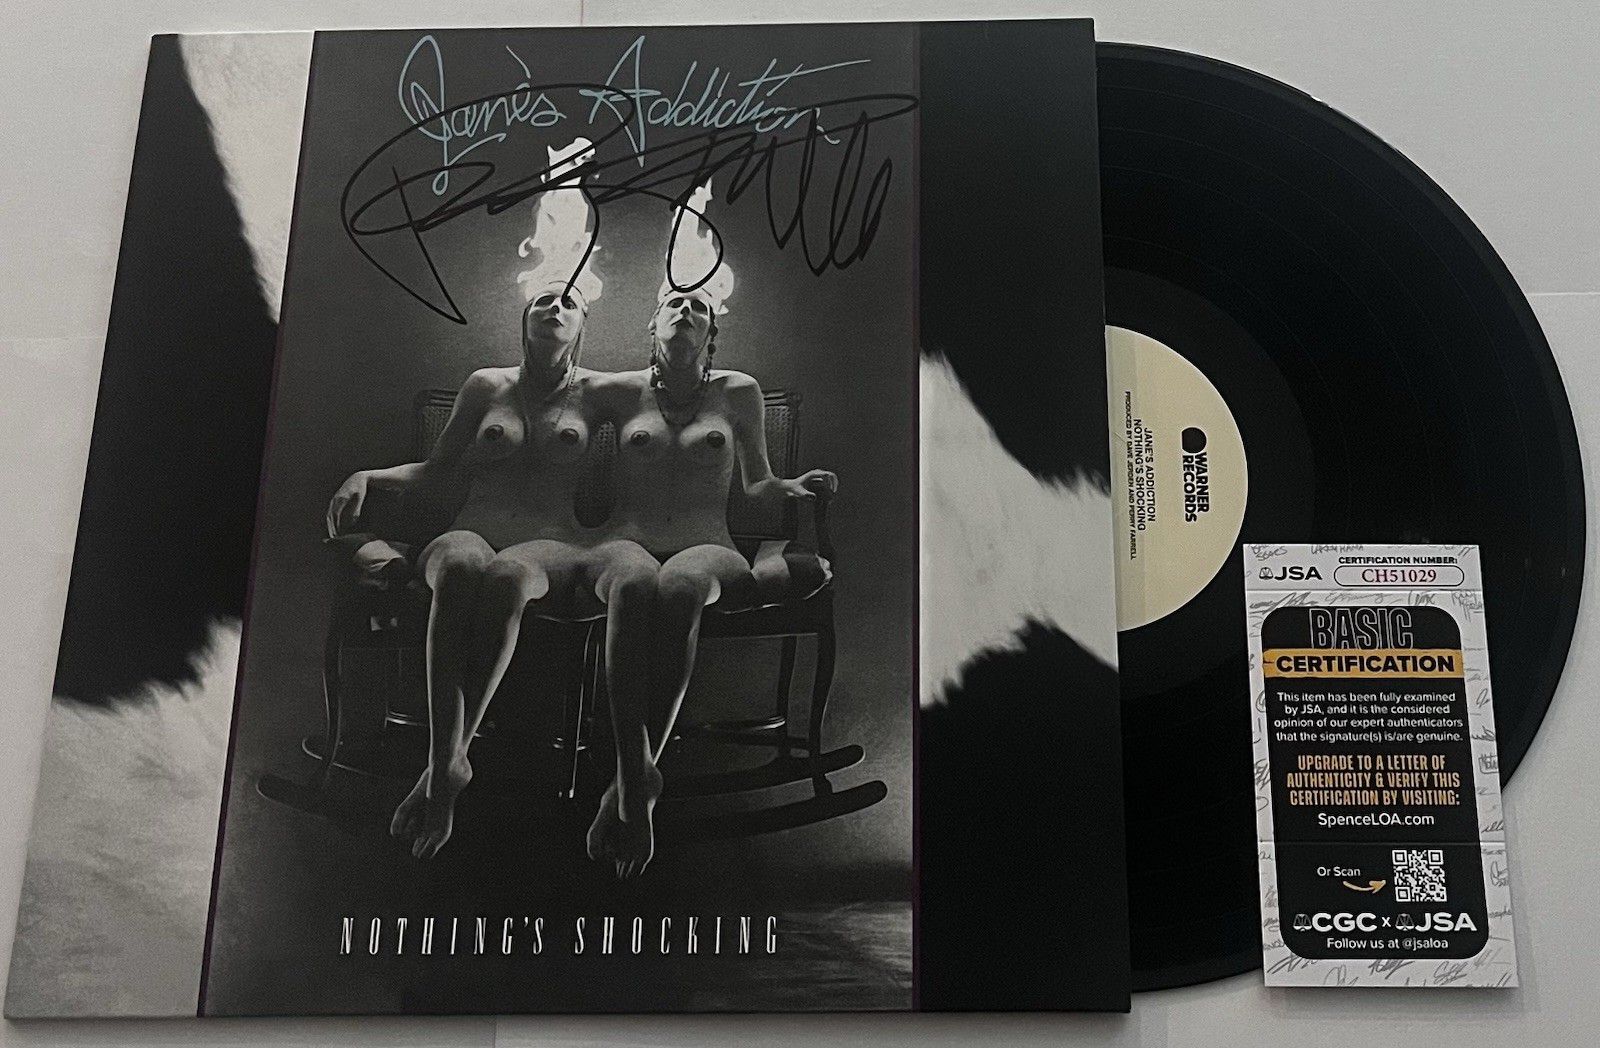 Jane's Addiction
NOTHING'S SHOCKING
WARNER
RECORDS
JANE'S ADDICTION
NOTHING'S SHOCKING
PRODUCED BY DAVE JERDEN AND PERRY FARRELL
JSA
CERTIFICATION NUMBER:
CH51029
BASIC
CERTIFICATION
This item has been fully examined
by JSA, and it is the considered
opinion of our expert authenticators
that the signature(s) is/are genuine.
UPGRADE TO A LETTER OF
AUTHENTICITY & VERIFY THIS
CERTIFICATION BY VISITING:
SpenceLOA.com
Or Scan
CGC x JSA
Follow us at @jsaloa